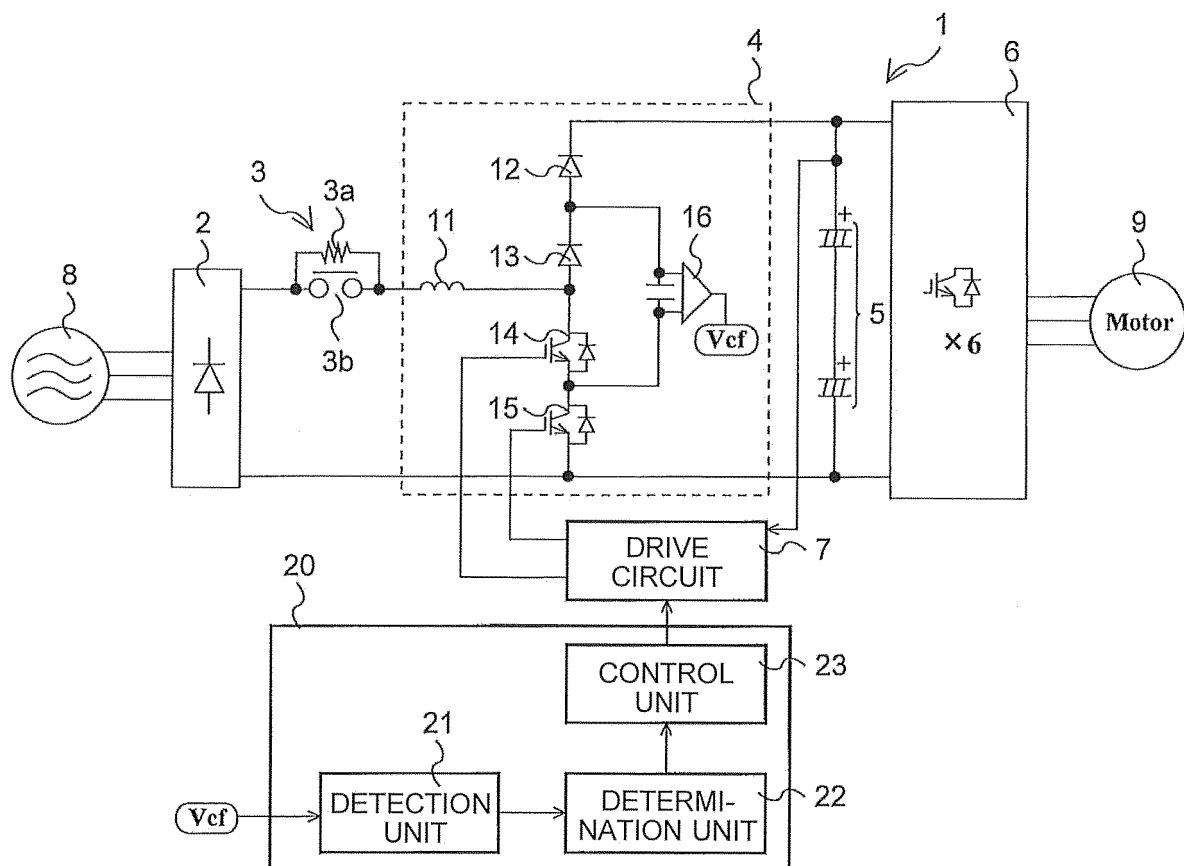 1
4
6
12
3
3a
16
2
11
13
9
8
5
14
Vcf
Motor
3b
×6
15
DRIVE
CIRCUIT
7
20
CONTROL
UNIT
23
21
Vcf
DETECTION
UNIT
DETERMI-
NATION UNIT
22
+
+